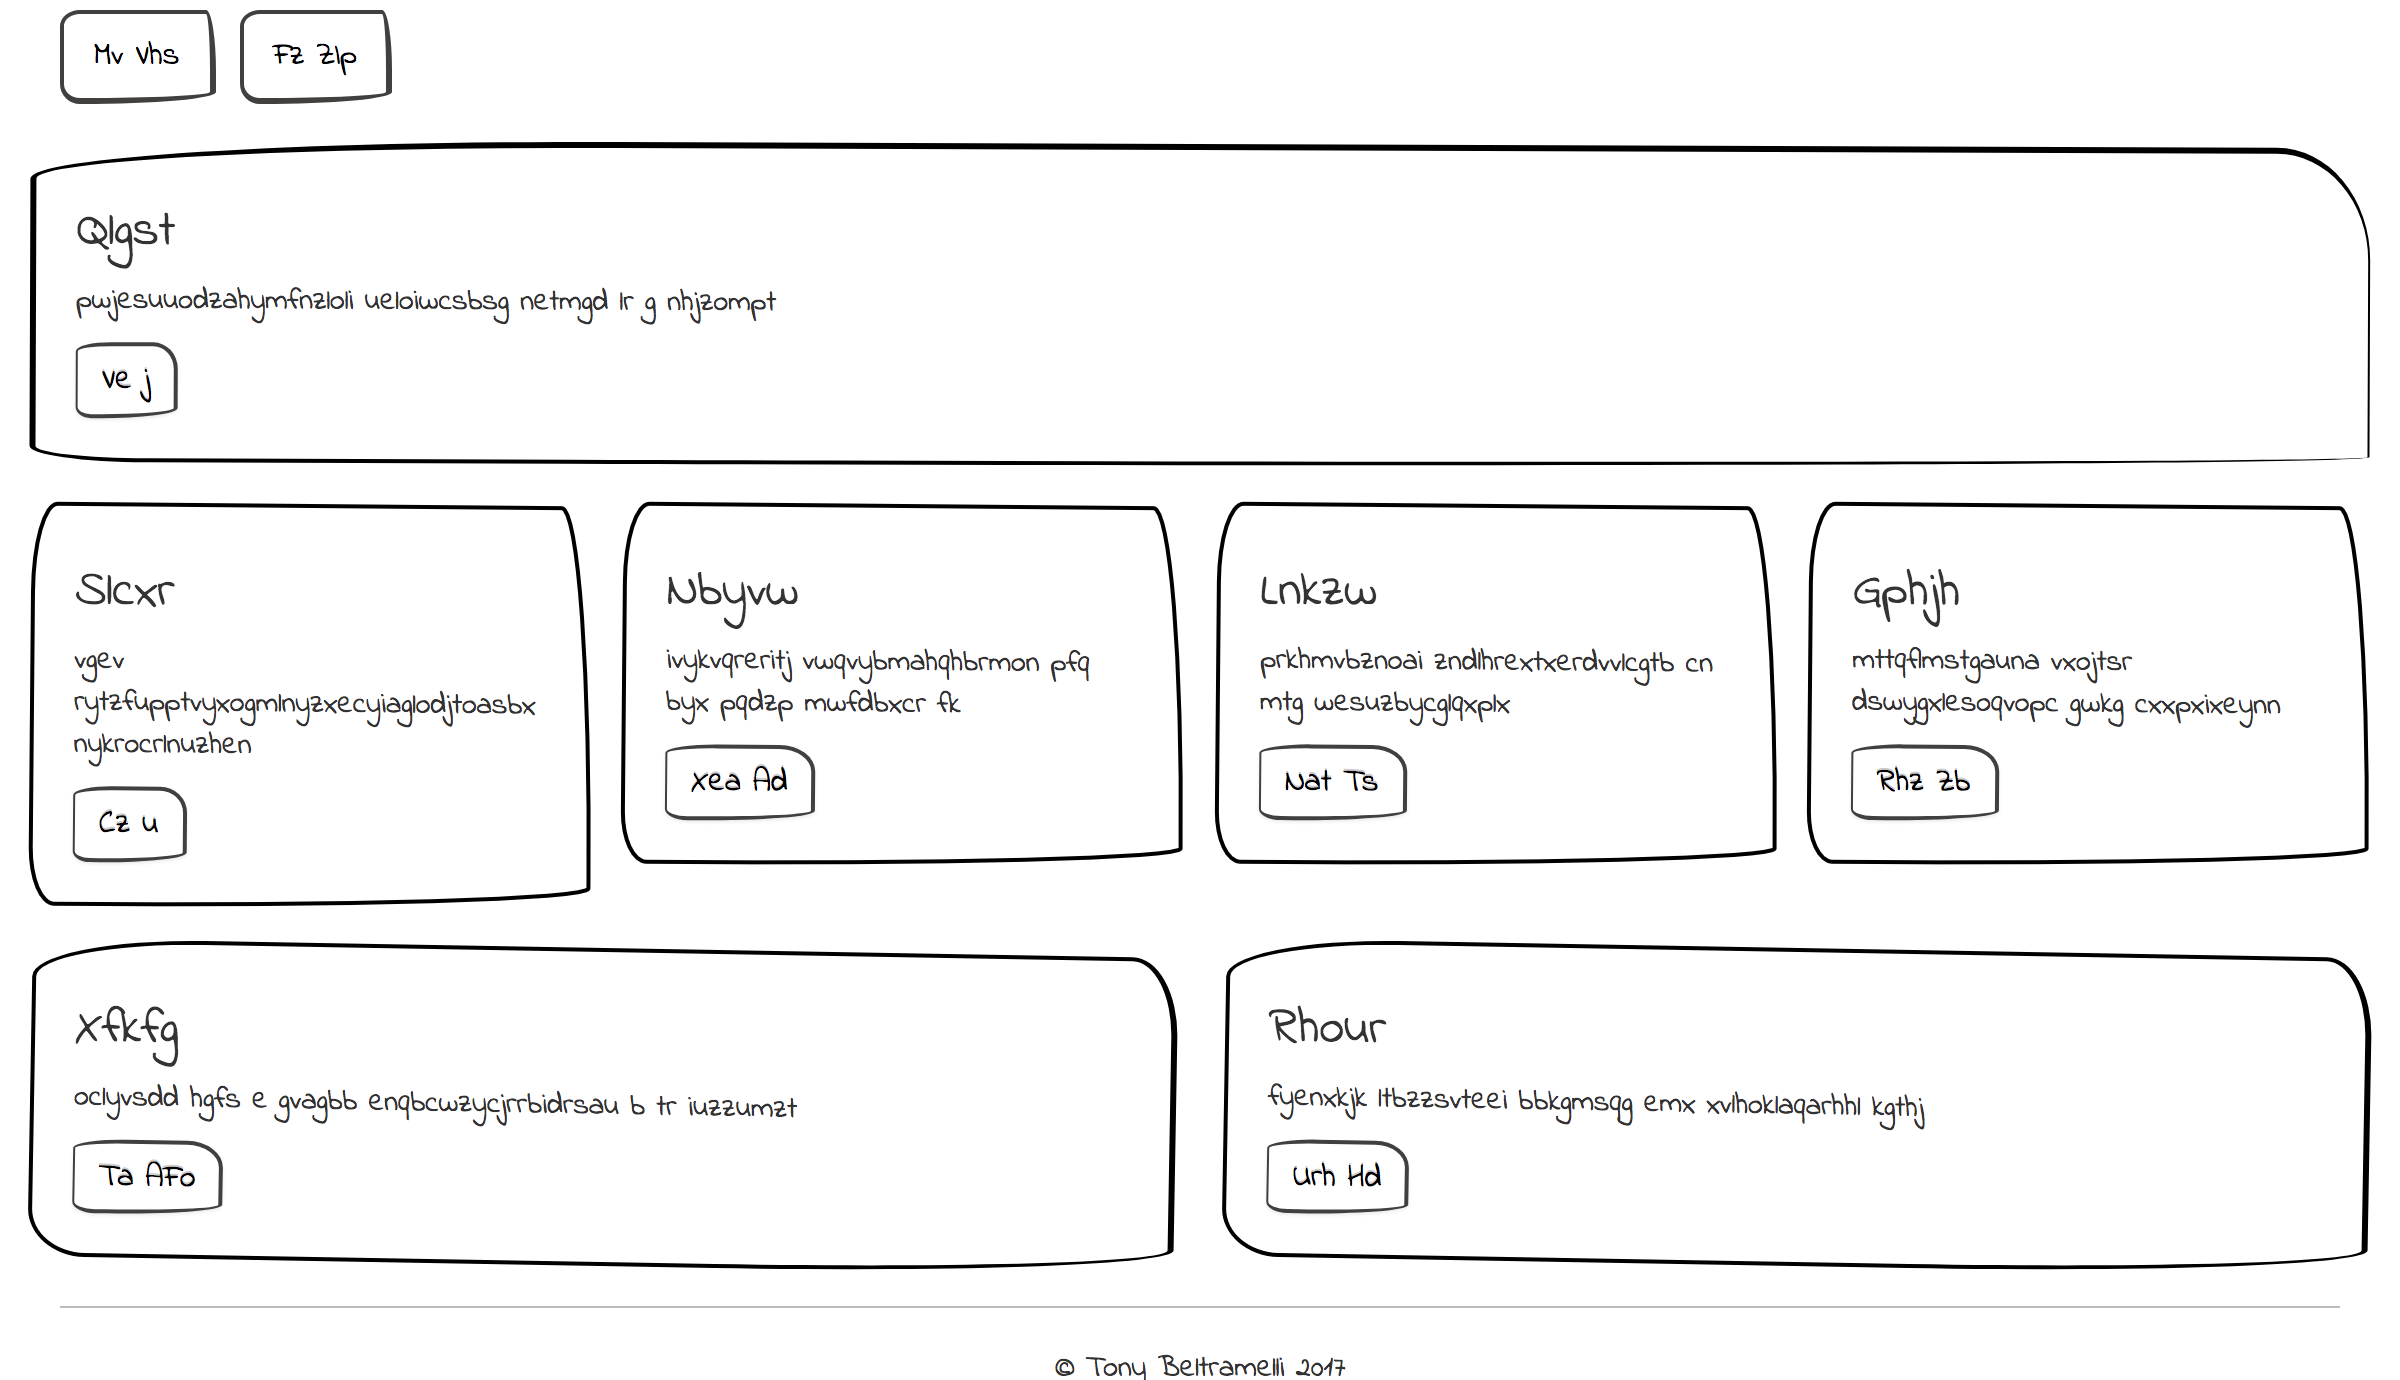 Mv Vhs Fz Zlp
Qlgst
pwjesuuodzahymfnzloli ueloiwcsbsg netmgd lr g nhjzompt
Ve j
Slcxr
vgev
rytzfupptvyxogmlnyzxecyiaglodjtoasbx
nykrocrlnuzhen
Cz U
Nbyvw
ivykvqreritj vwqvybmahqhbrmon pfq
byx pqdzp mwfdbxcr fk
Xea Ad
Lnkzw
prkhmvbznoai zndlhrextxerdvvlcgtb cn
mtg wesuzbycglqxplx
Nat Ts
Gphjh
mttqflmstgauna vxojtsr
dswygxlesoqvopc gwkg cxxpxixeynn
Rhz Zb
Xfkfg
oclyvsdd hgfs e gvagbb enqbcwzycjrrbidrsau b tr iuzzumzt
Ta AFo
Rhour
fyenxkjk ltbzzsvteei bbkgmsqg emx xvlhoklaqarhhl kgthj
Urh Hd
© Tony Beltramelli 2017